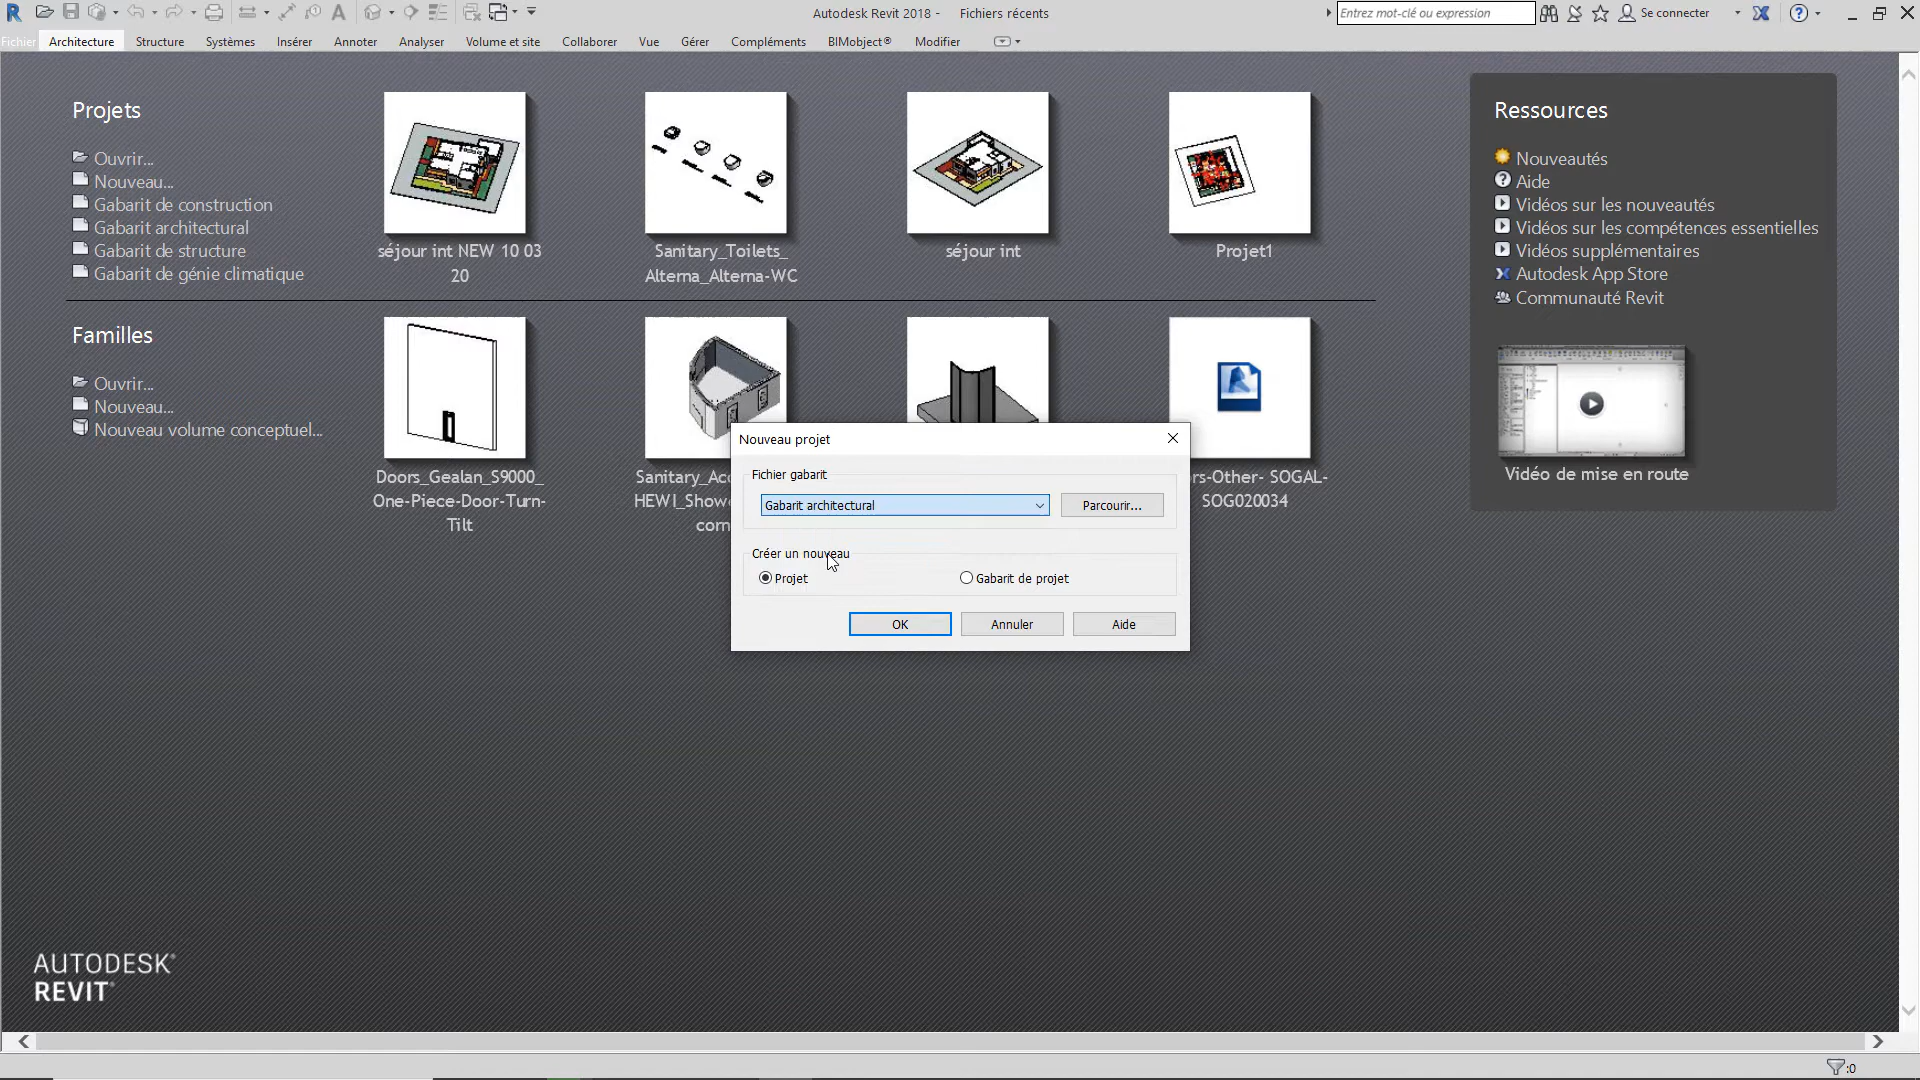 Autodesk Revit 2018 - Fichiers récents
Entrez mot-clé ou expression
Se connecter
Fichier Architecture Structure Systèmes Insérer Annoter Analyser Volume et site Collaborer Vue Gérer Compléments BIMobject® Modifier
Projets
Ouvrir...
Nouveau...
Gabarit de construction
Gabarit architectural
Gabarit de structure
Gabarit de génie climatique
séjour int NEW 10 03
20
Sanitary_Toilets_
Alterna_Alterna-WC
séjour int
Projet1
Familles
Ouvrir...
Nouveau...
Nouveau volume conceptuel...
Doors_Gealan_S9000_
One-Piece-Door-Turn-
Tilt
Sanitary_Acc
HEWI_Show
corn
rs-Other- SOGAL-
SOG020034
Ressources
Nouveautés
Aide
Vidéos sur les nouveautés
Vidéos sur les compétences essentielles
Vidéos supplémentaires
Autodesk App Store
Communauté Revit
Vidéo de mise en route
Nouveau projet
Fichier gabarit
Gabarit architectural
Parcourir...
Créer un nouveau
Projet
Gabarit de projet
OK
Annuler
Aide
AUTODESK®
REVIT®
:0